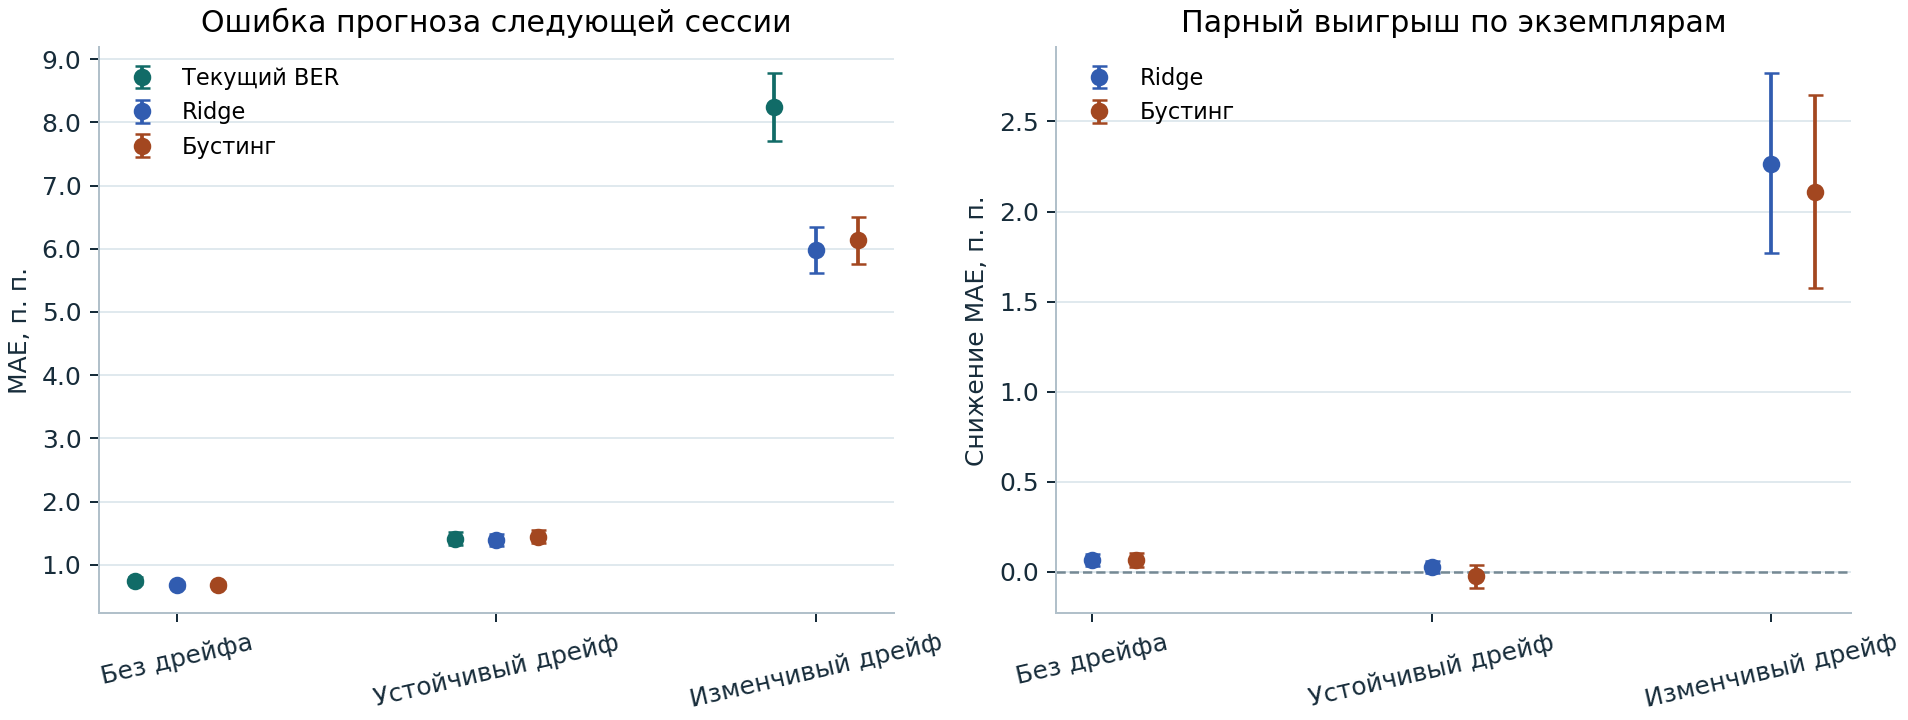 Ошибка прогноза следующей сессии
МАЕ, п. п.
9.0
8.0
7.0
6.0
5.0
4.0
3.0
2.0
1.0
Текущий BER
Ridge
Бустинг
Без дрейфа
Устойчивый дрейф
Изменчивый дрейф
Парный выигрыш по экземплярам
Снижение МАЕ, п. п.
2.5
2.0
1.5
1.0
0.5
0.0
Ridge
Бустинг
Без дрейфа
Устойчивый дрейф
Изменчивый дрейф